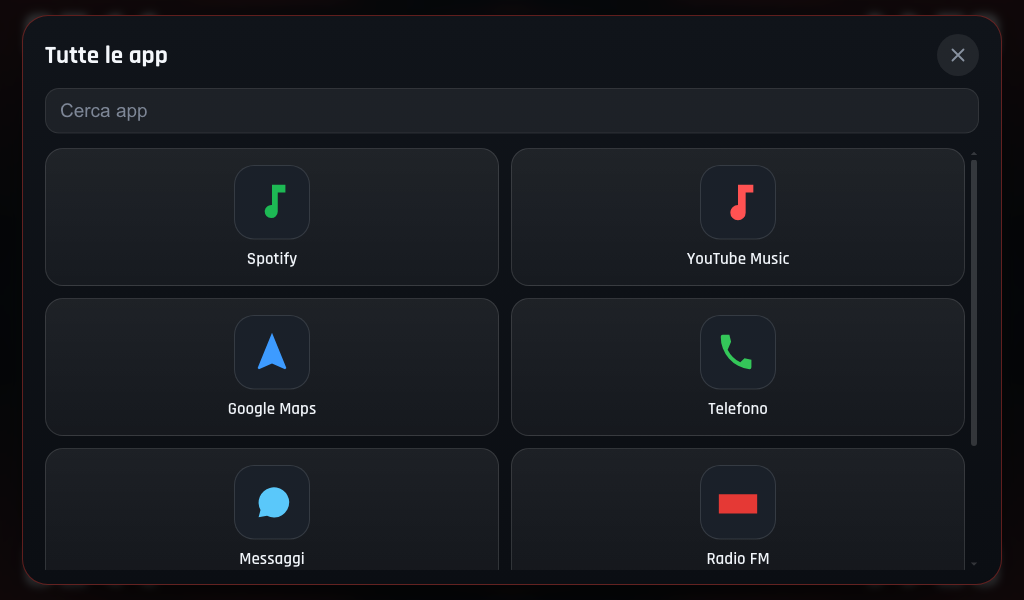 Tutte le app
Cerca app
Spotify
YouTube Music
Google Maps
Telefono
Messaggi
Radio FM